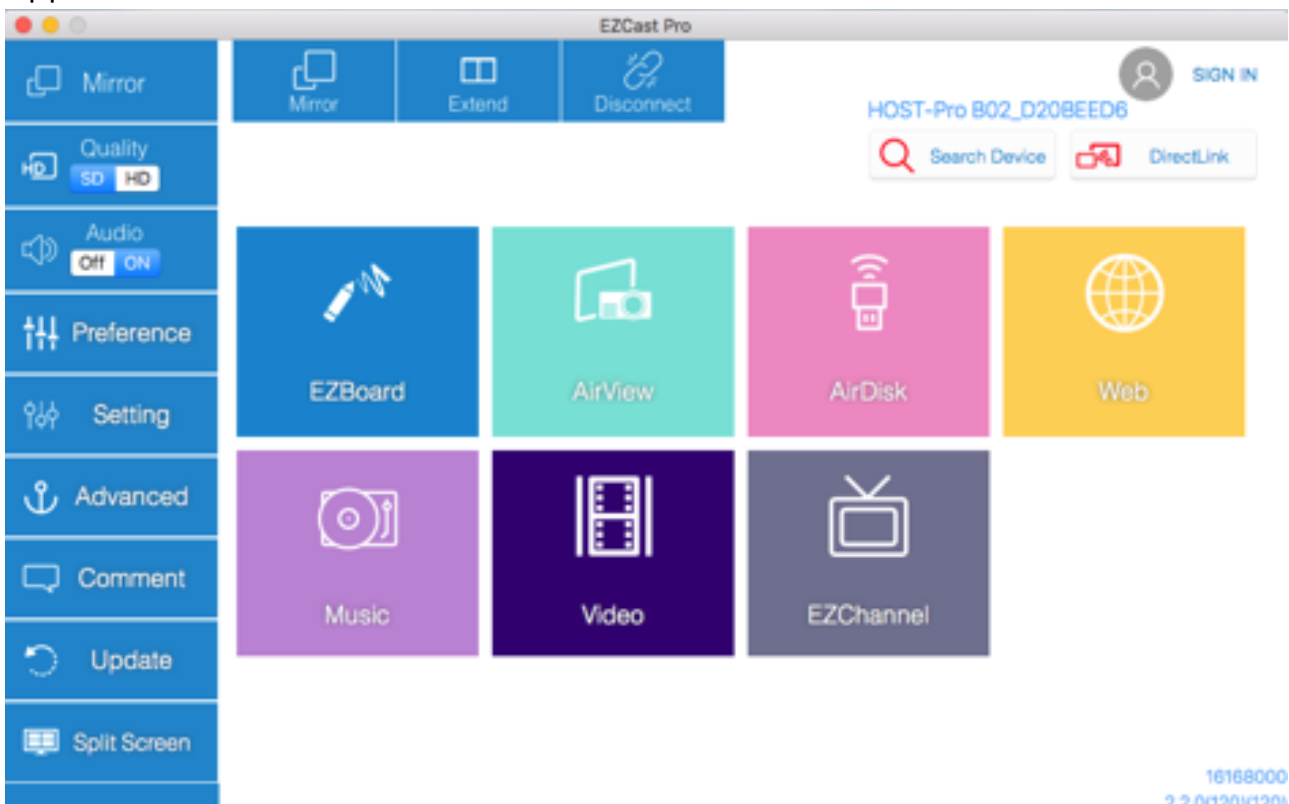 EZCast Pro
Mirror
Mirror
Extend
Disconnect
SIGN IN
HOST-Pro B02_D20BEED6
Search Device
DirectLink
HD
Quality
SD HD
Audio
Off ON
Preference
Setting
Advanced
Comment
Update
Split Screen
EZBoard
AirView
AirDisk
Web
Music
Video
EZChannel
16168000